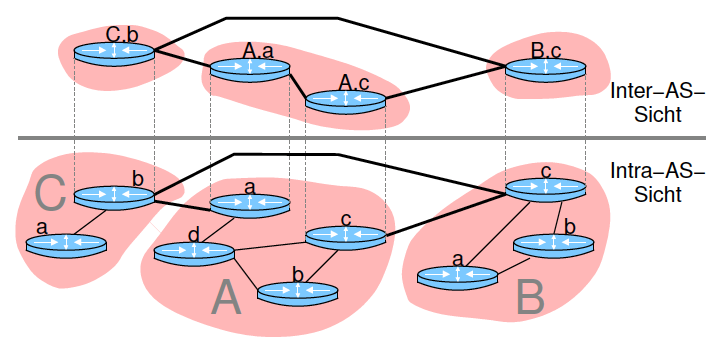 C.b
A.a
A.c
B.c
Inter–AS–
Sicht
Intra–AS–
Sicht
C
b
a
a
d
c
b
A
c
b
a
B